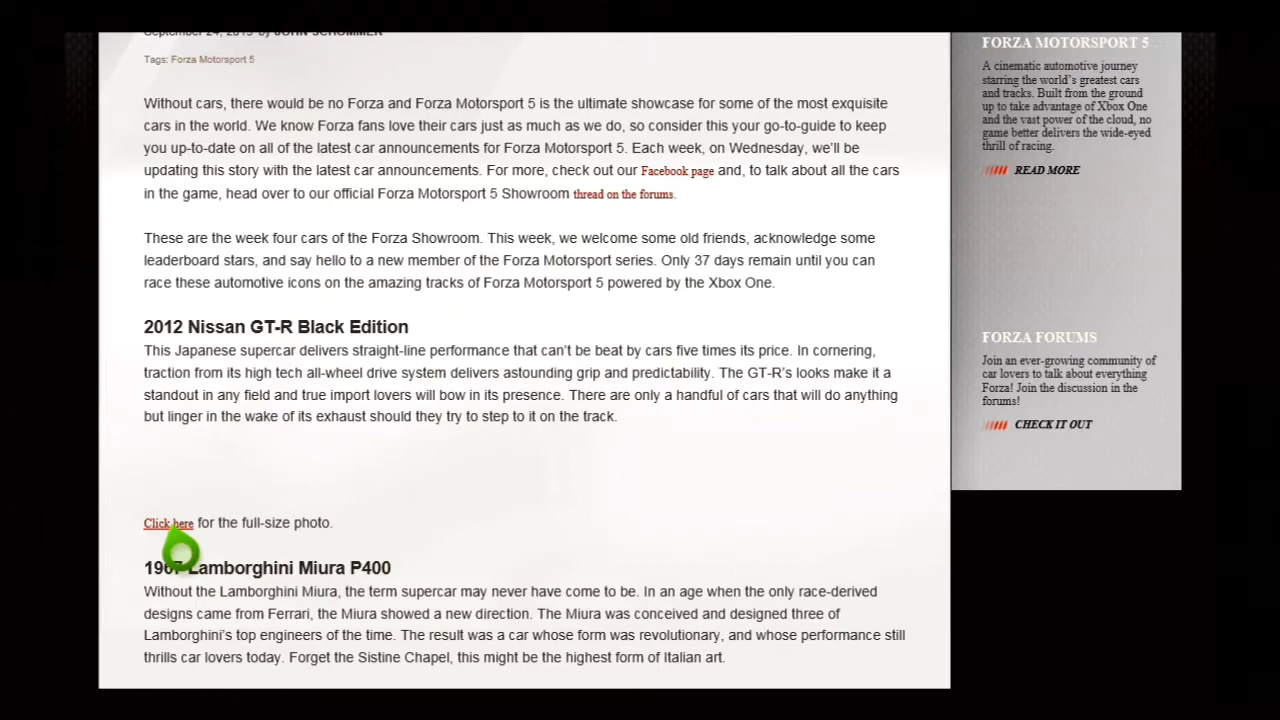 September 24, 2013 by JOHN SCHOMMER
Tags: Forza Motorsport 5
Without cars, there would be no Forza and Forza Motorsport 5 is the ultimate showcase for some of the most exquisite
cars in the world. We know Forza fans love their cars just as much as we do, so consider this your go-to-guide to keep
you up-to-date on all of the latest car announcements for Forza Motorsport 5. Each week, on Wednesday, we'll be
updating this story with the latest car announcements. For more, check out our Facebook page and, to talk about all the cars
in the game, head over to our official Forza Motorsport 5 Showroom thread on the forums.
These are the week four cars of the Forza Showroom. This week, we welcome some old friends, acknowledge some
leaderboard stars, and say hello to a new member of the Forza Motorsport series. Only 37 days remain until you can
race these automotive icons on the amazing tracks of Forza Motorsport 5 powered by the Xbox One.
2012 Nissan GT-R Black Edition
This Japanese supercar delivers straight-line performance that can't be beat by cars five times its price. In cornering,
traction from its high tech all-wheel drive system delivers astounding grip and predictability. The GT-R's looks make it a
standout in any field and true import lovers will bow in its presence. There are only a handful of cars that will do anything
but linger in the wake of its exhaust should they try to step to it on the track.
Click here for the full-size photo.
1967 Lamborghini Miura P400
Without the Lamborghini Miura, the term supercar may never have come to be. In an age when the only race-derived
designs came from Ferrari, the Miura showed a new direction. The Miura was conceived and designed three of
Lamborghini's top engineers of the time. The result was a car whose form was revolutionary, and whose performance still
thrills car lovers today. Forget the Sistine Chapel, this might be the highest form of Italian art.
FORZA MOTORSPORT 5
A cinematic automotive journey
starring the world's greatest cars
and tracks. Built from the ground
up to take advantage of Xbox One
and the vast power of the cloud, no
game better delivers the wide-eyed
thrill of racing.
READ MORE
FORZA FORUMS
Join an ever-growing community of
car lovers to talk about everything
Forza! Join the discussion in the
forums!
CHECK IT OUT